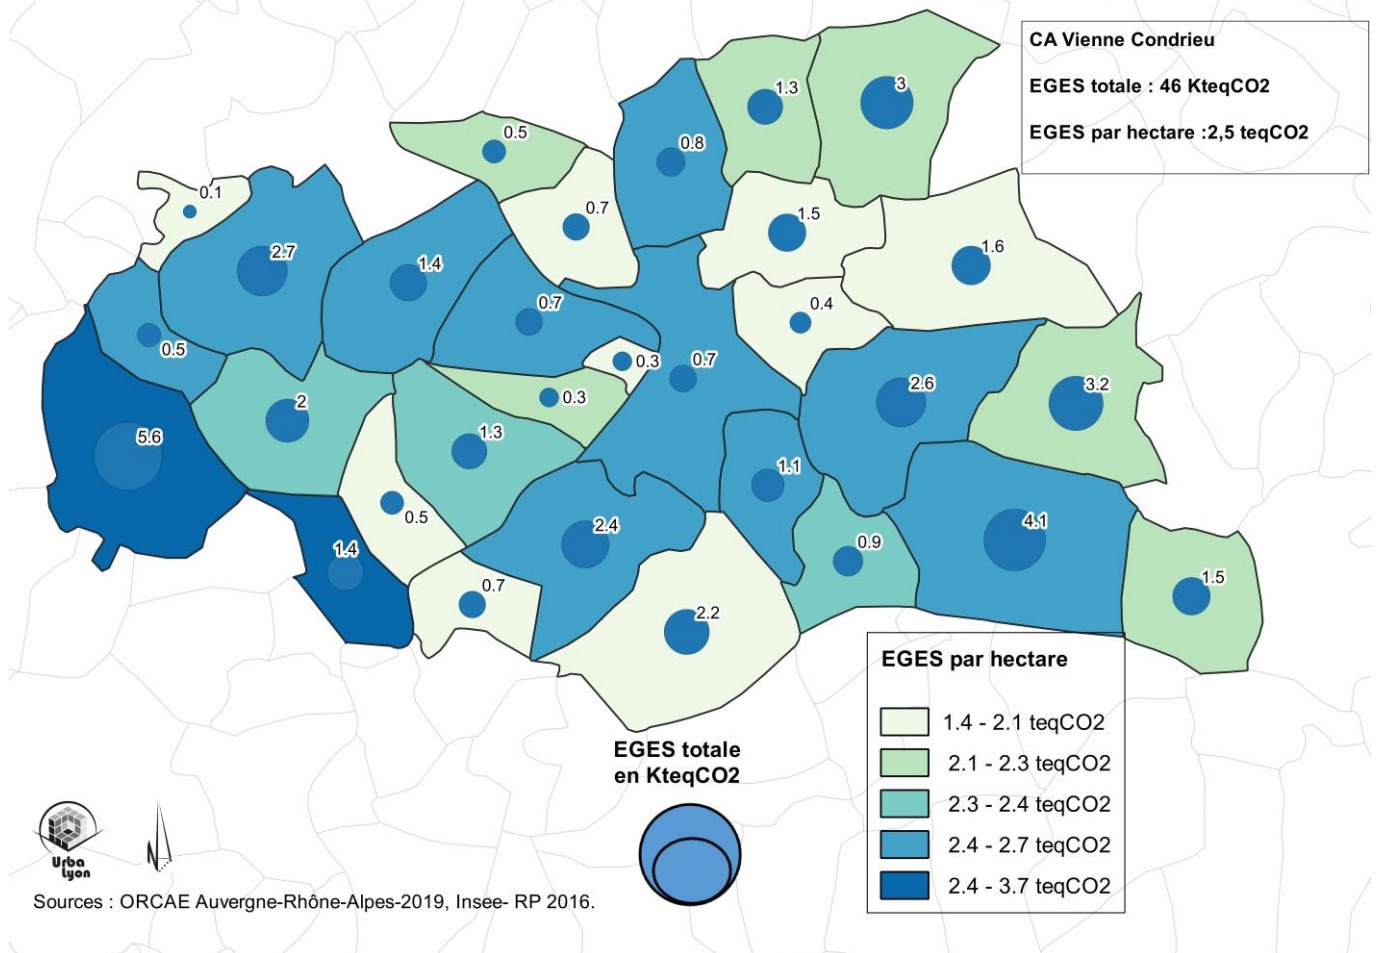 CA Vienne Condrieu
EGES totale : 46 KteqCO2
EGES par hectare :2,5 teqCO2
3
1.3
0.5
0.8
0.1
0.7
1.5
1.6
2.7
1.4
0.7
0.4
0.5
0.3
0.7
2.6
3.2
0.3
2
5.6
1.3
1.1
0.5
2.4
4.1
0.9
1.4
0.7
1.5
2.2
EGES par hectare
1.4 - 2.1 teqCO2
2.1 - 2.3 teqCO2
2.3 - 2.4 teqCO2
2.4 - 2.7 teqCO2
2.4 - 3.7 teqCO2
EGES totale
en KteqCO2
Urba
Lyon
N
Sources : ORCAE Auvergne-Rhône-Alpes-2019, Insee- RP 2016.